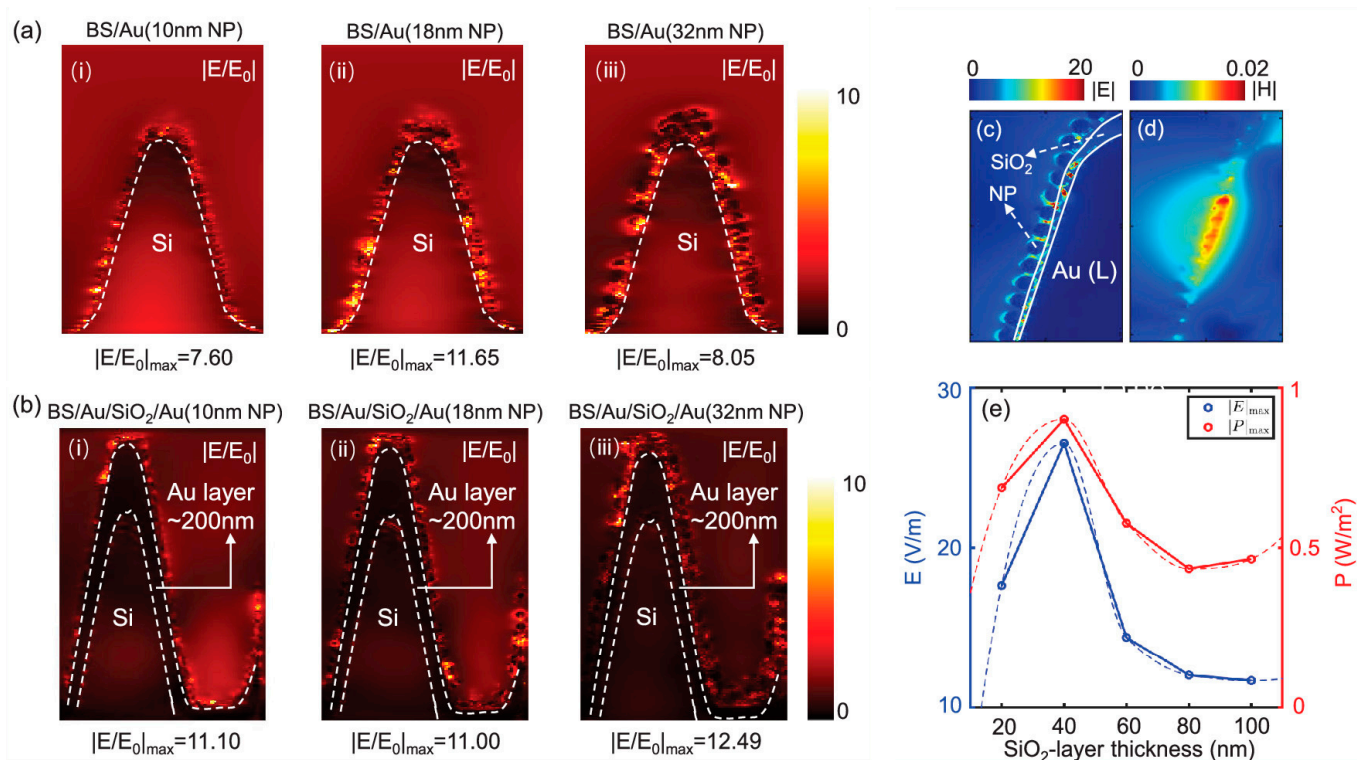 (a)
BS/Au(10nm NP)
(i)
|E/E₀|
Si
|E/E₀|ₘₐₓ=7.60
BS/Au(18nm NP)
(ii)
|E/E₀|
Si
|E/E₀|ₘₐₓ=11.65
BS/Au(32nm NP)
(iii)
|E/E₀|
Si
|E/E₀|ₘₐₓ=8.05
10
0
(b)
BS/Au/SiO₂/Au(10nm NP)
(i)
|E/E₀|
Au layer
~200nm
Si
|E/E₀|ₘₐₓ=11.10
BS/Au/SiO₂/Au(18nm NP)
(ii)
|E/E₀|
Au layer
~200nm
Si
|E/E₀|ₘₐₓ=11.00
BS/Au/SiO₂/Au(32nm NP)
(iii)
|E/E₀|
Au layer
~200nm
Si
|E/E₀|ₘₐₓ=12.49
10
0
0 20
|E|
(c)
SiO₂
NP
Au (L)
0 0.02
|H|
(d)
(e)
|E|ₘₐₓ
|P|ₘₐₓ
30
20
10
E (V/m)
1
0.5
0
P (W/m²)
20 40 60 80 100
SiO₂-layer thickness (nm)